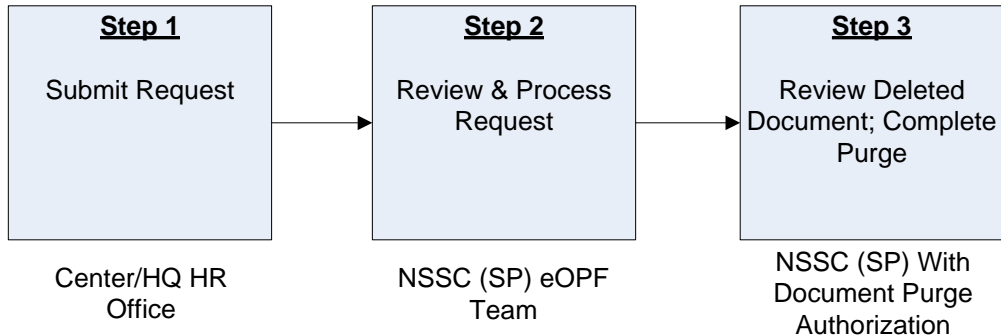 Step 1
Submit Request
Step 2
Review & Process
Request
Step 3
Review Deleted
Document; Complete
Purge
Center/HQ HR
Office
NSSC (SP) eOPF
Team
NSSC (SP) With
Document Purge
Authorization